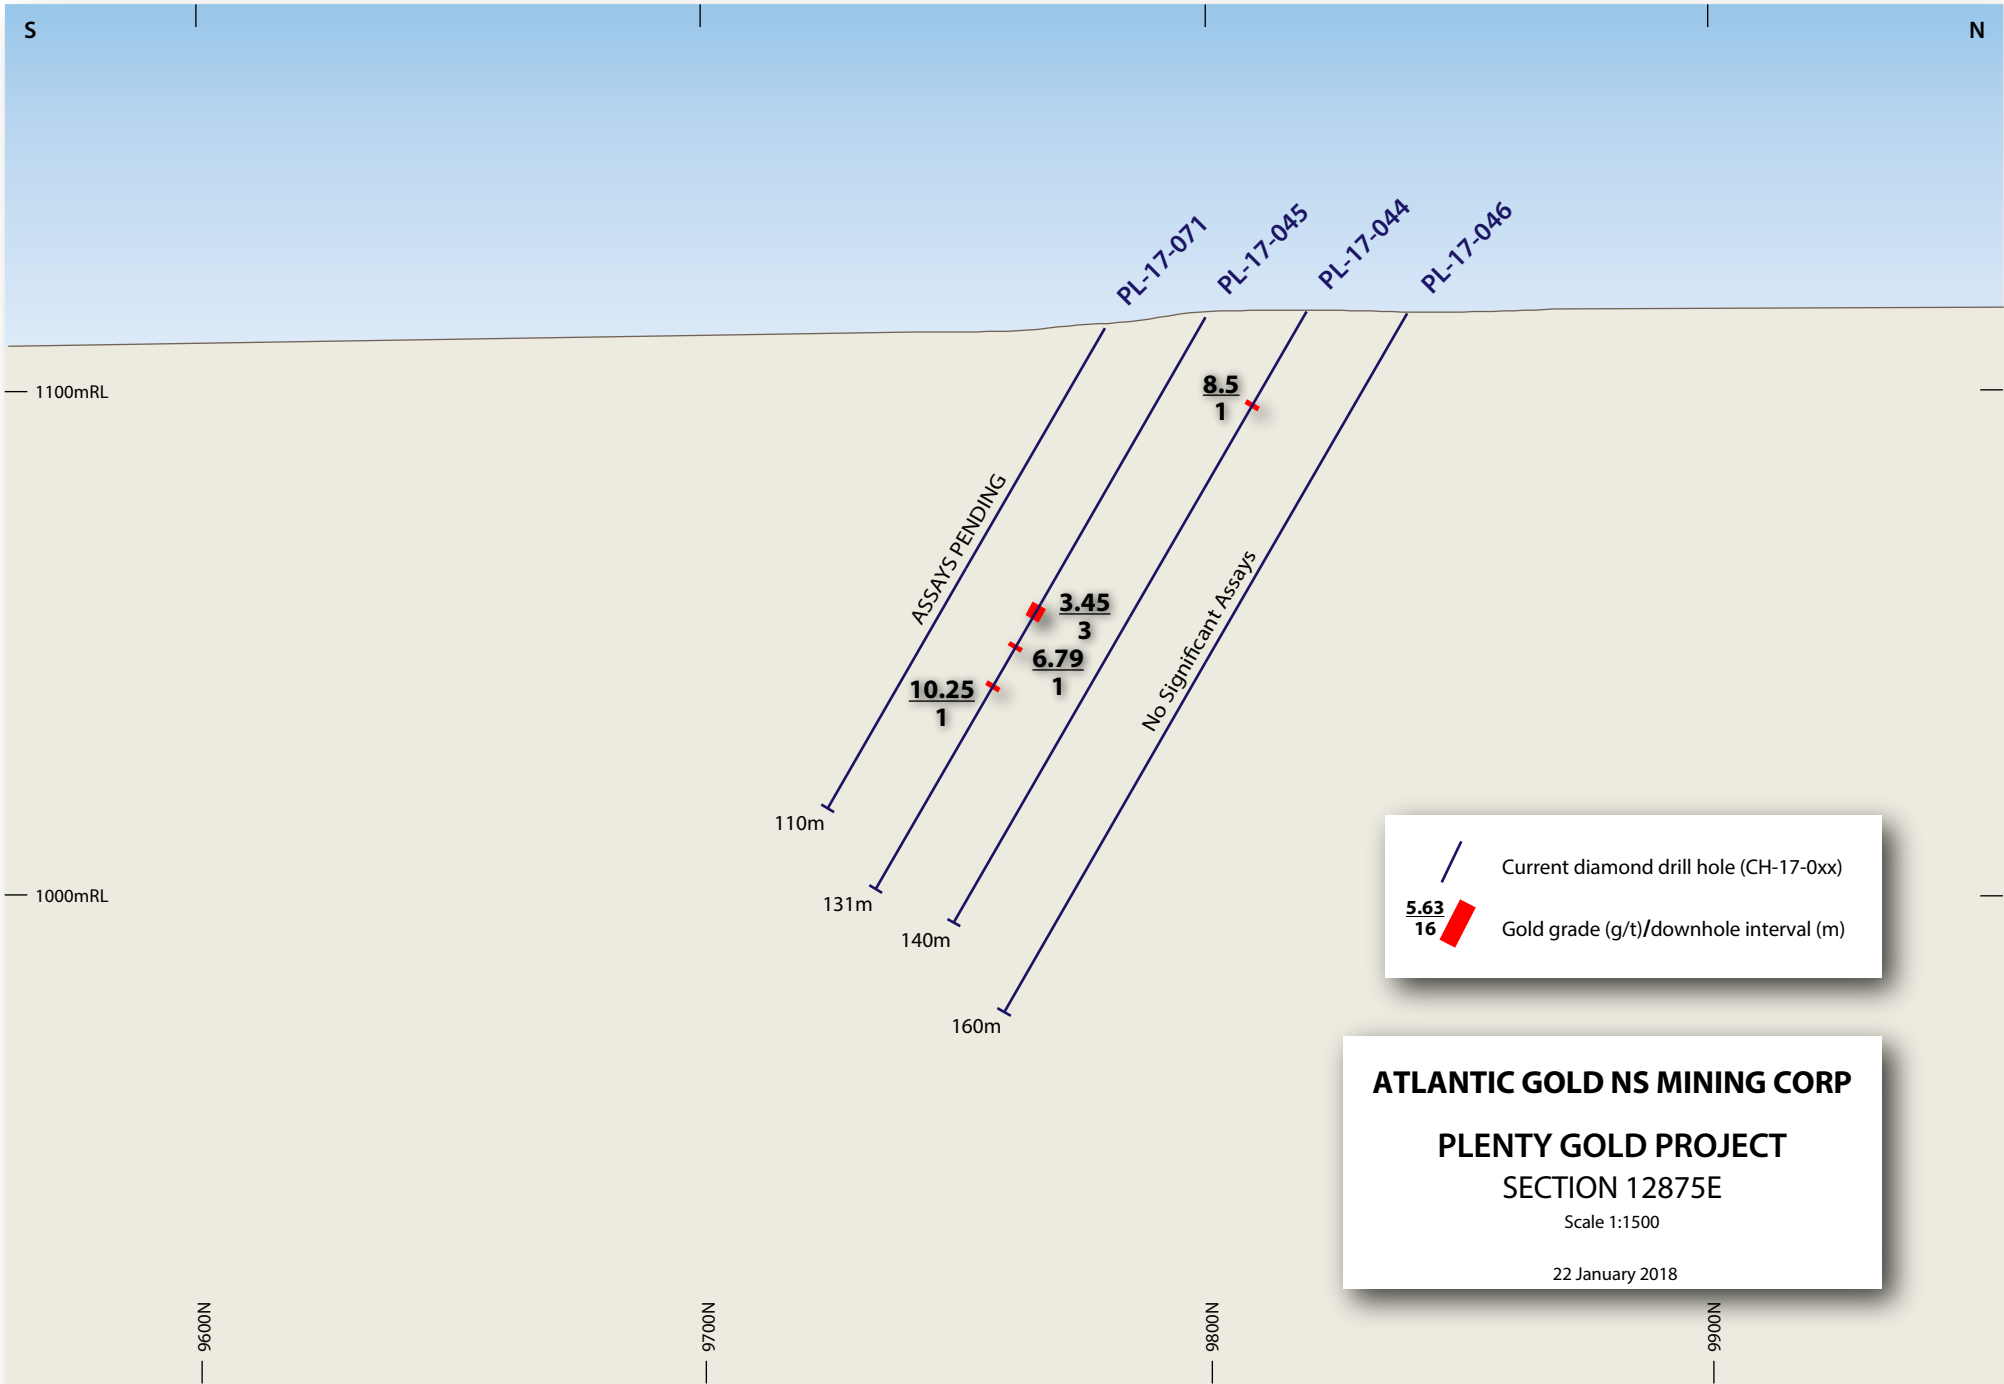 S
N
PL-17-071
PL-17-045
PL-17-044
PL-17-046
1100mRL
8.5
1
ASSAYS PENDING
No Significant Assays
3.45
3
6.79
1
10.25
1
110m
131m
140m
160m
1000mRL
Current diamond drill hole (CH-17-0xx)
5.63
16
Gold grade (g/t)/downhole interval (m)
ATLANTIC GOLD NS MINING CORP
PLENTY GOLD PROJECT
SECTION 12875E
Scale 1:1500
22 January 2018
9600N
9700N
9800N
9900N